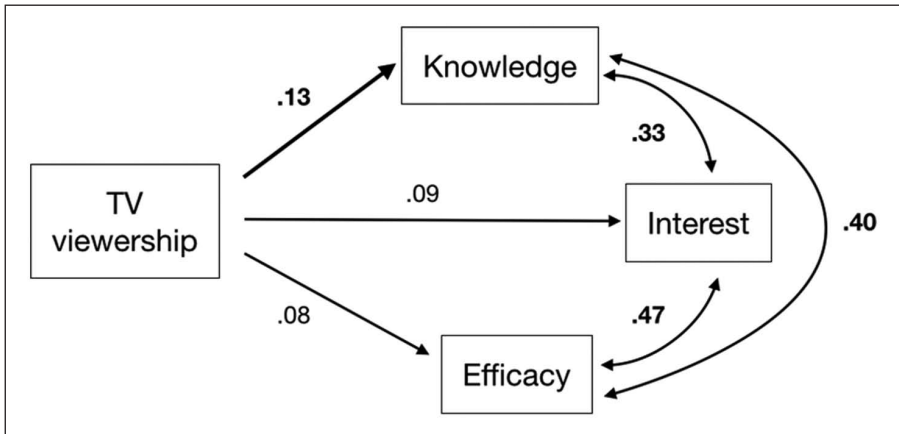 Knowledge
.13
.33
TV
viewership
.09
Interest
.40
.08
.47
Efficacy